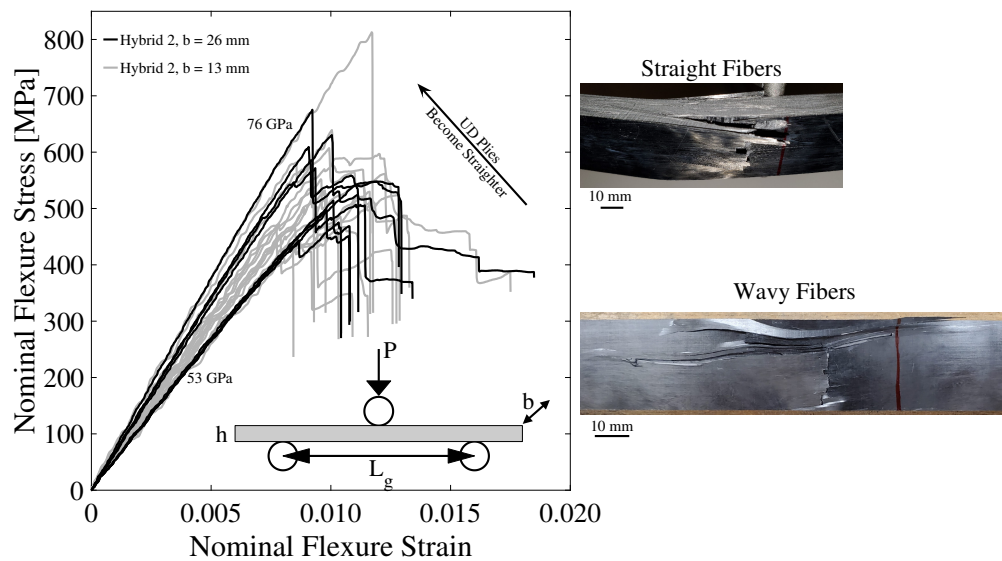 Nominal Flexure Stress [MPa]
800
700
600
500
400
300
200
100
0
Hybrid 2, b = 26 mm
Hybrid 2, b = 13 mm
76 GPa
53 GPa
UD Plies
Become Straighter
P
b
h
L_g
0
0.005
0.010
0.015
0.020
Nominal Flexure Strain
Straight Fibers
10 mm
Wavy Fibers
10 mm